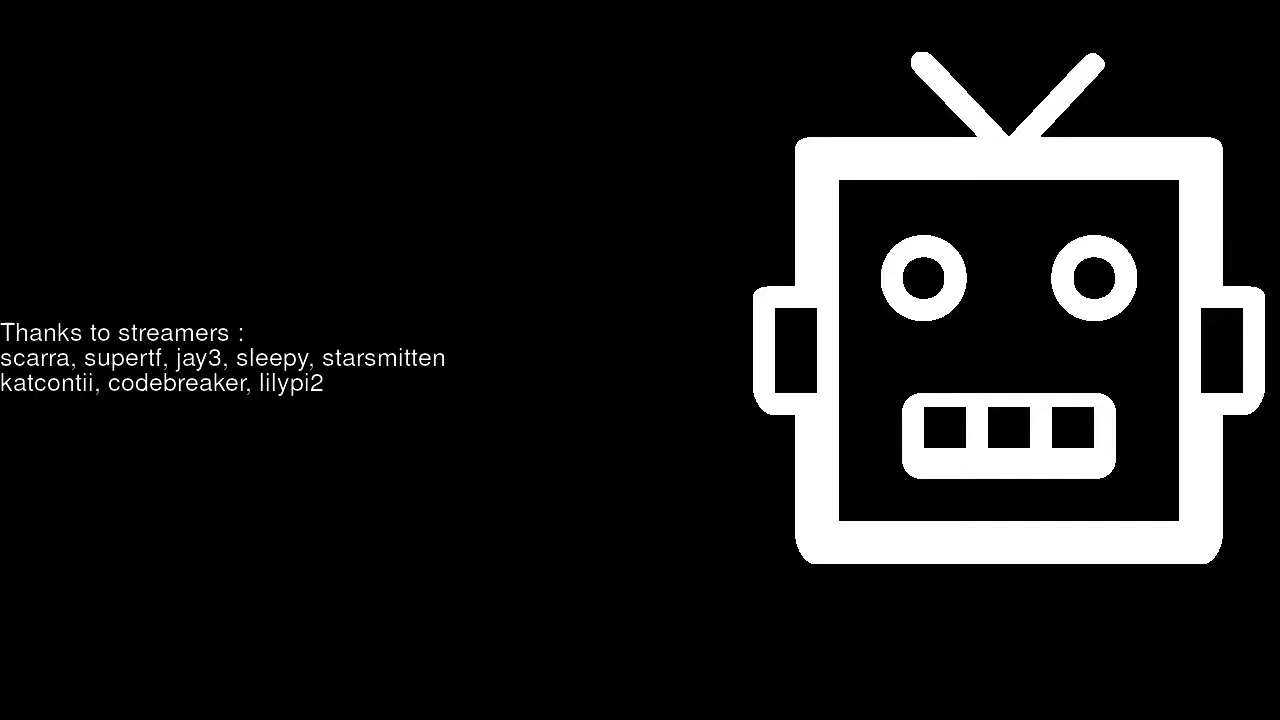 Thanks to streamers :
scarra, supertf, jay3, sleepy, starsmitten
katcontii, codebreaker, lilypi2